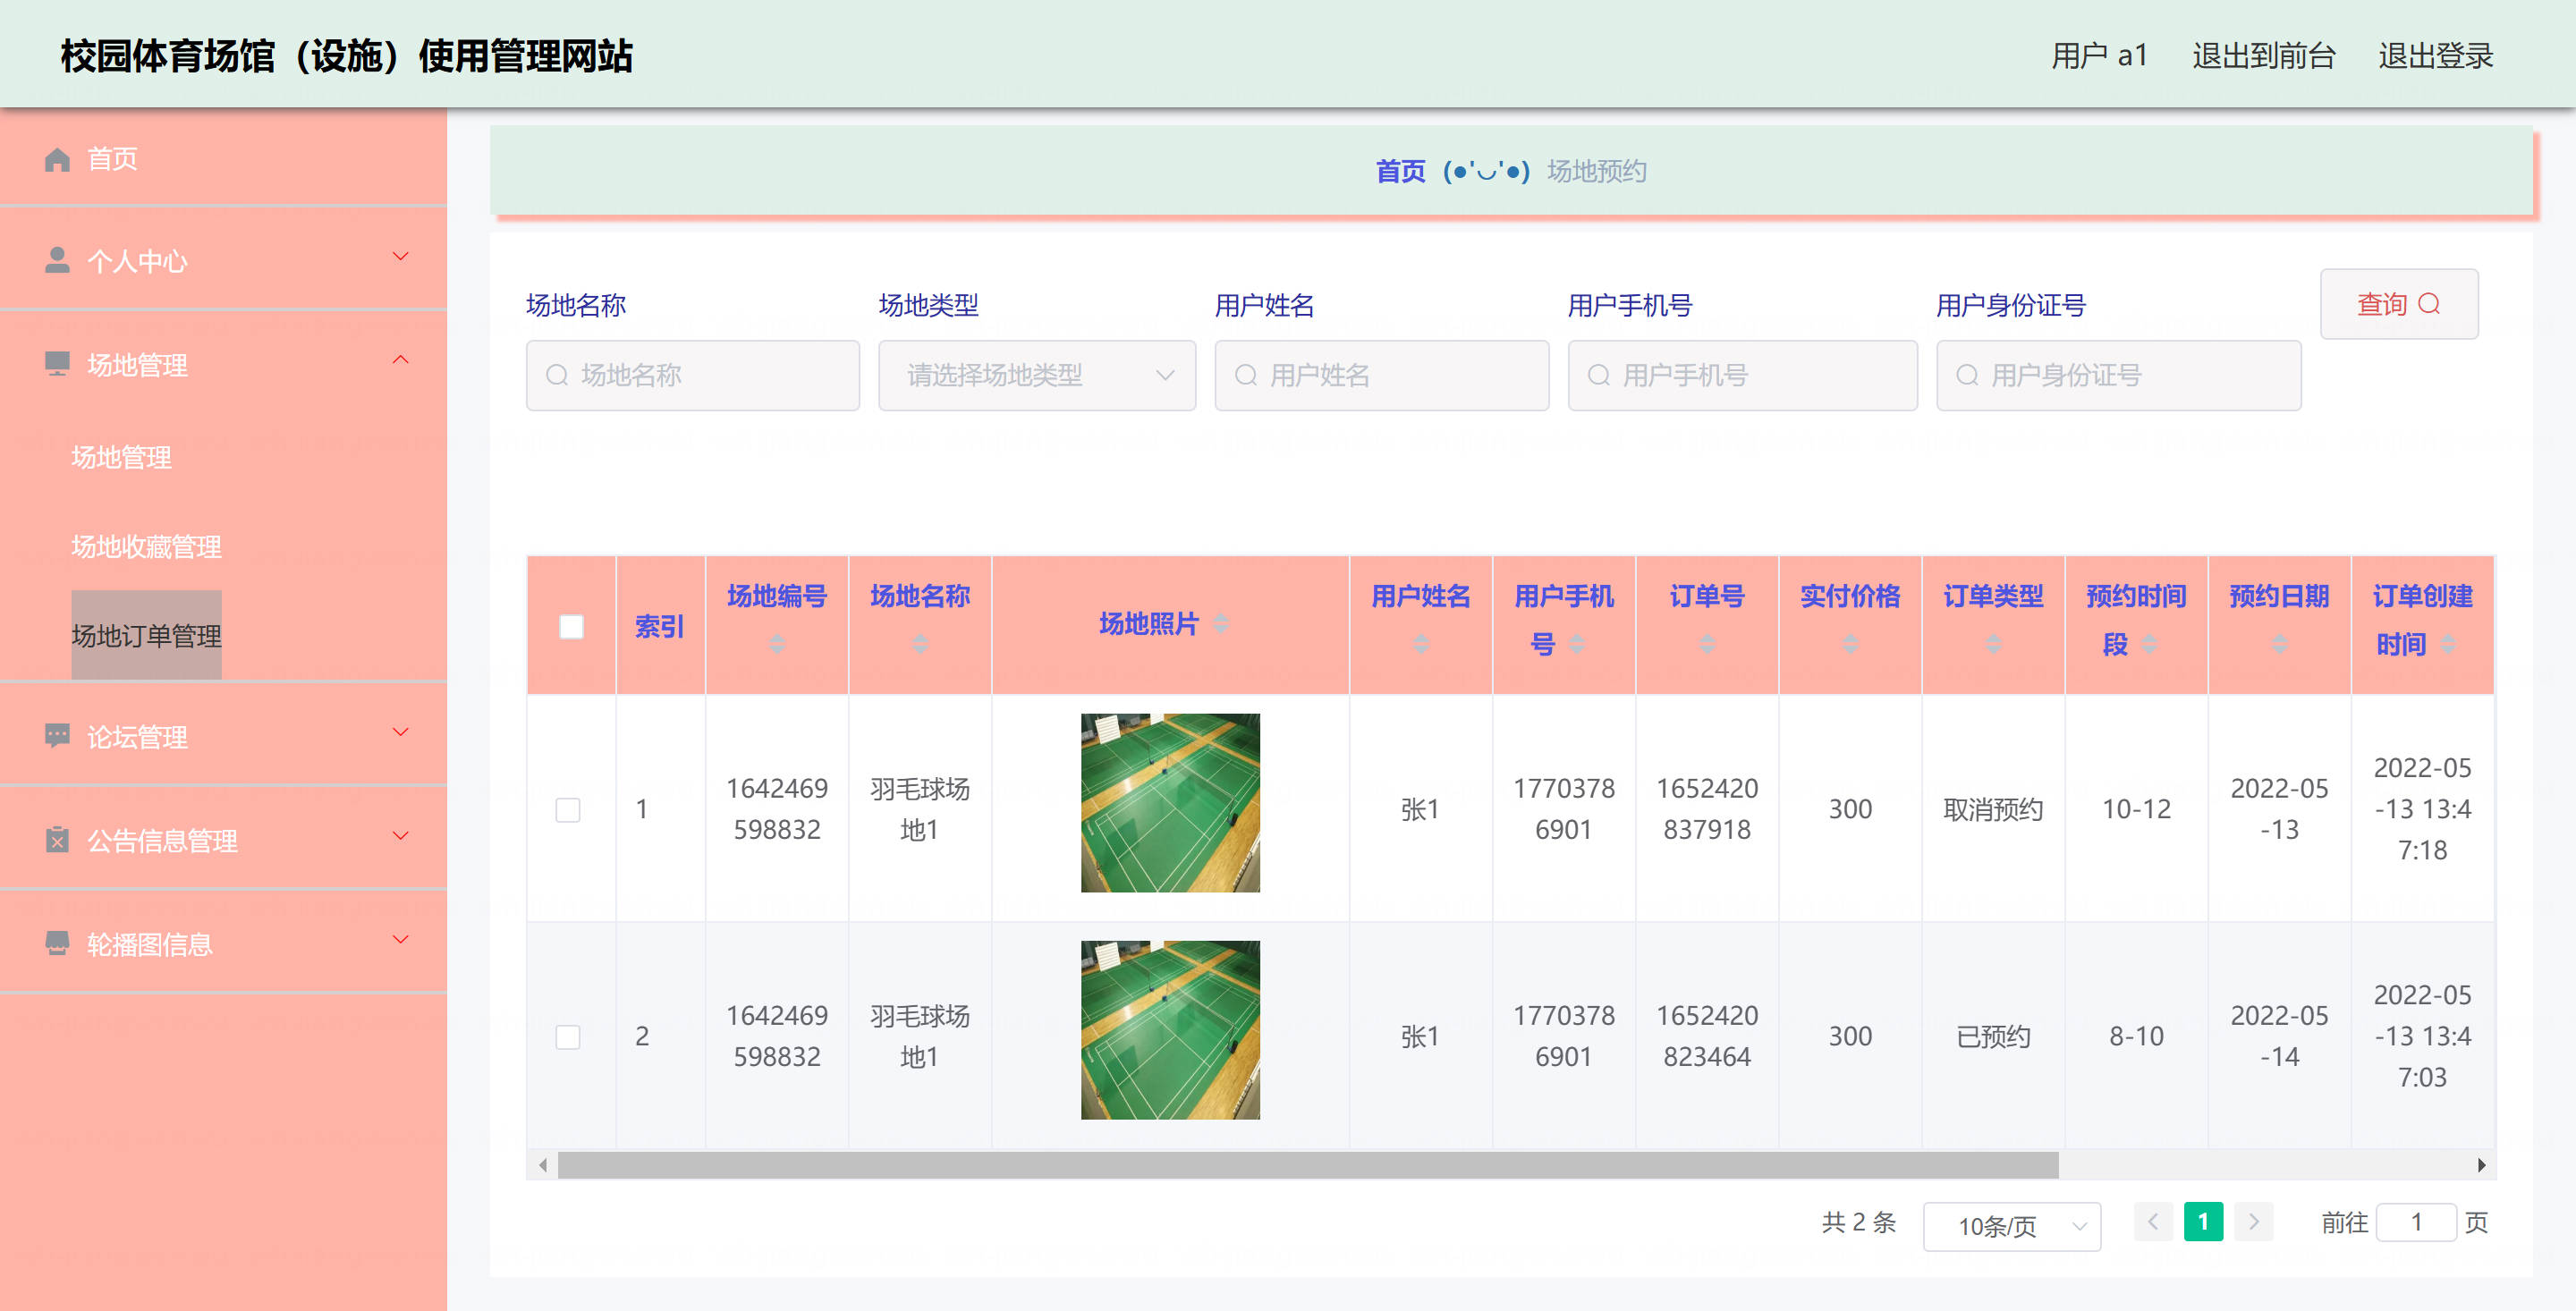 校园体育场馆（设施）使用管理网站
用户 a1 退出到前台 退出登录
首页
个人中心
场地管理
场地管理
场地收藏管理
场地订单管理
论坛管理
公告信息管理
轮播图信息
首页 (●'◡'●) 场地预约
场地名称 场地类型 用户姓名 用户手机号 用户身份证号 查询
场地名称 请选择场地类型 用户姓名 用户手机号 用户身份证号
索引 场地编号 场地名称 场地照片 用户姓名 用户手机号 订单号 实付价格 订单类型 预约时间段 预约日期 订单创建时间
1 1642469598832 羽毛球场地1 张1 17703786901 1652420837918 300 取消预约 10-12 2022-05-13 2022-05-13 13:47:18
2 1642469598832 羽毛球场地1 张1 17703786901 1652420823464 300 已预约 8-10 2022-05-14 2022-05-13 13:47:03
共 2 条 10条/页 1 前往 1 页